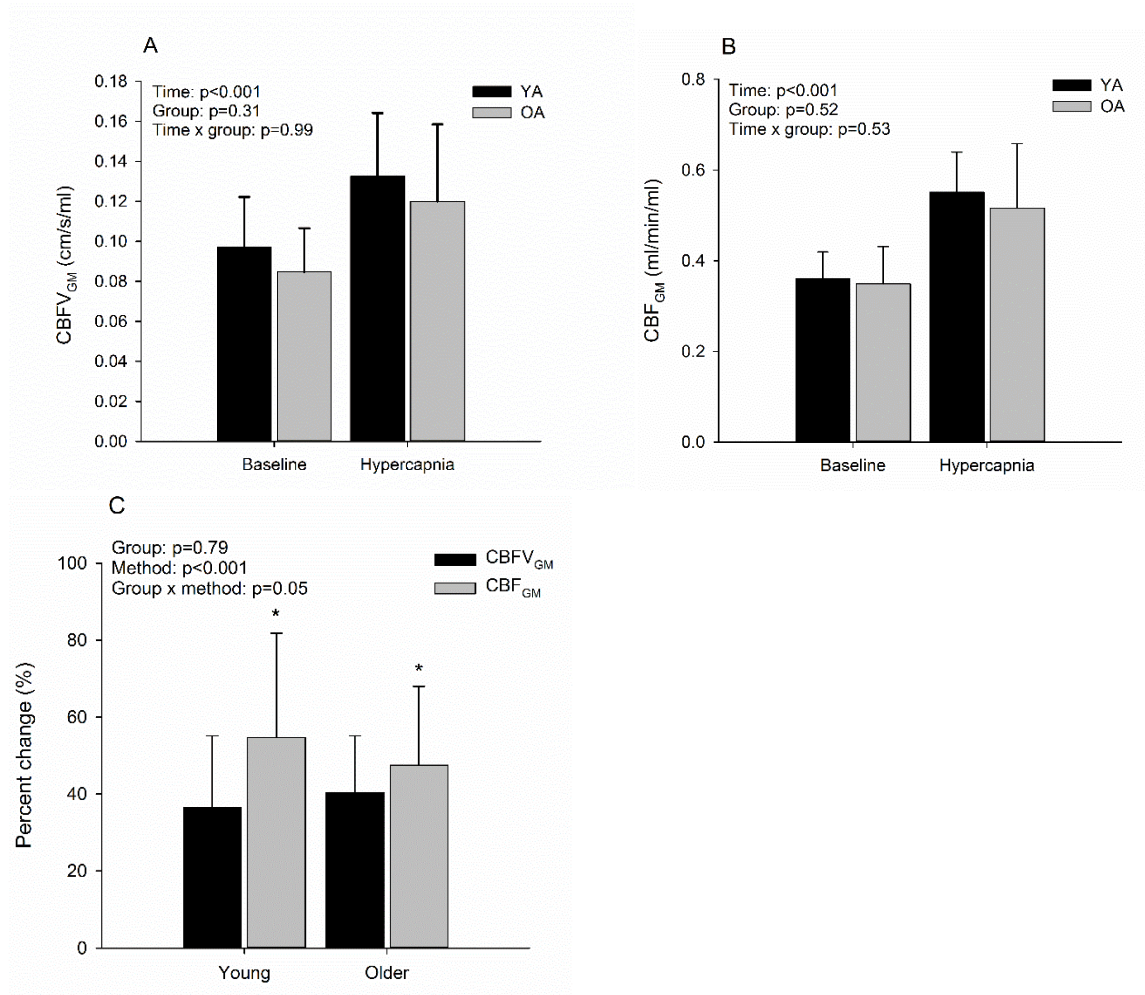 A
Time: p<0.001
Group: p=0.31
Time x group: p=0.99
YA
OA
CBFV_GM (cm/s/ml)
0.18
0.16
0.14
0.12
0.10
0.08
0.06
0.04
0.02
0.00
Baseline
Hypercapnia
B
Time: p<0.001
Group: p=0.52
Time x group: p=0.53
YA
OA
CBF_GM (ml/min/ml)
0.8
0.6
0.4
0.2
0.0
Baseline
Hypercapnia
C
Group: p=0.79
Method: p<0.001
Group x method: p=0.05
CBFV_GM
CBF_GM
Percent change (%)
100
80
60
40
20
0
*
*
Young
Older